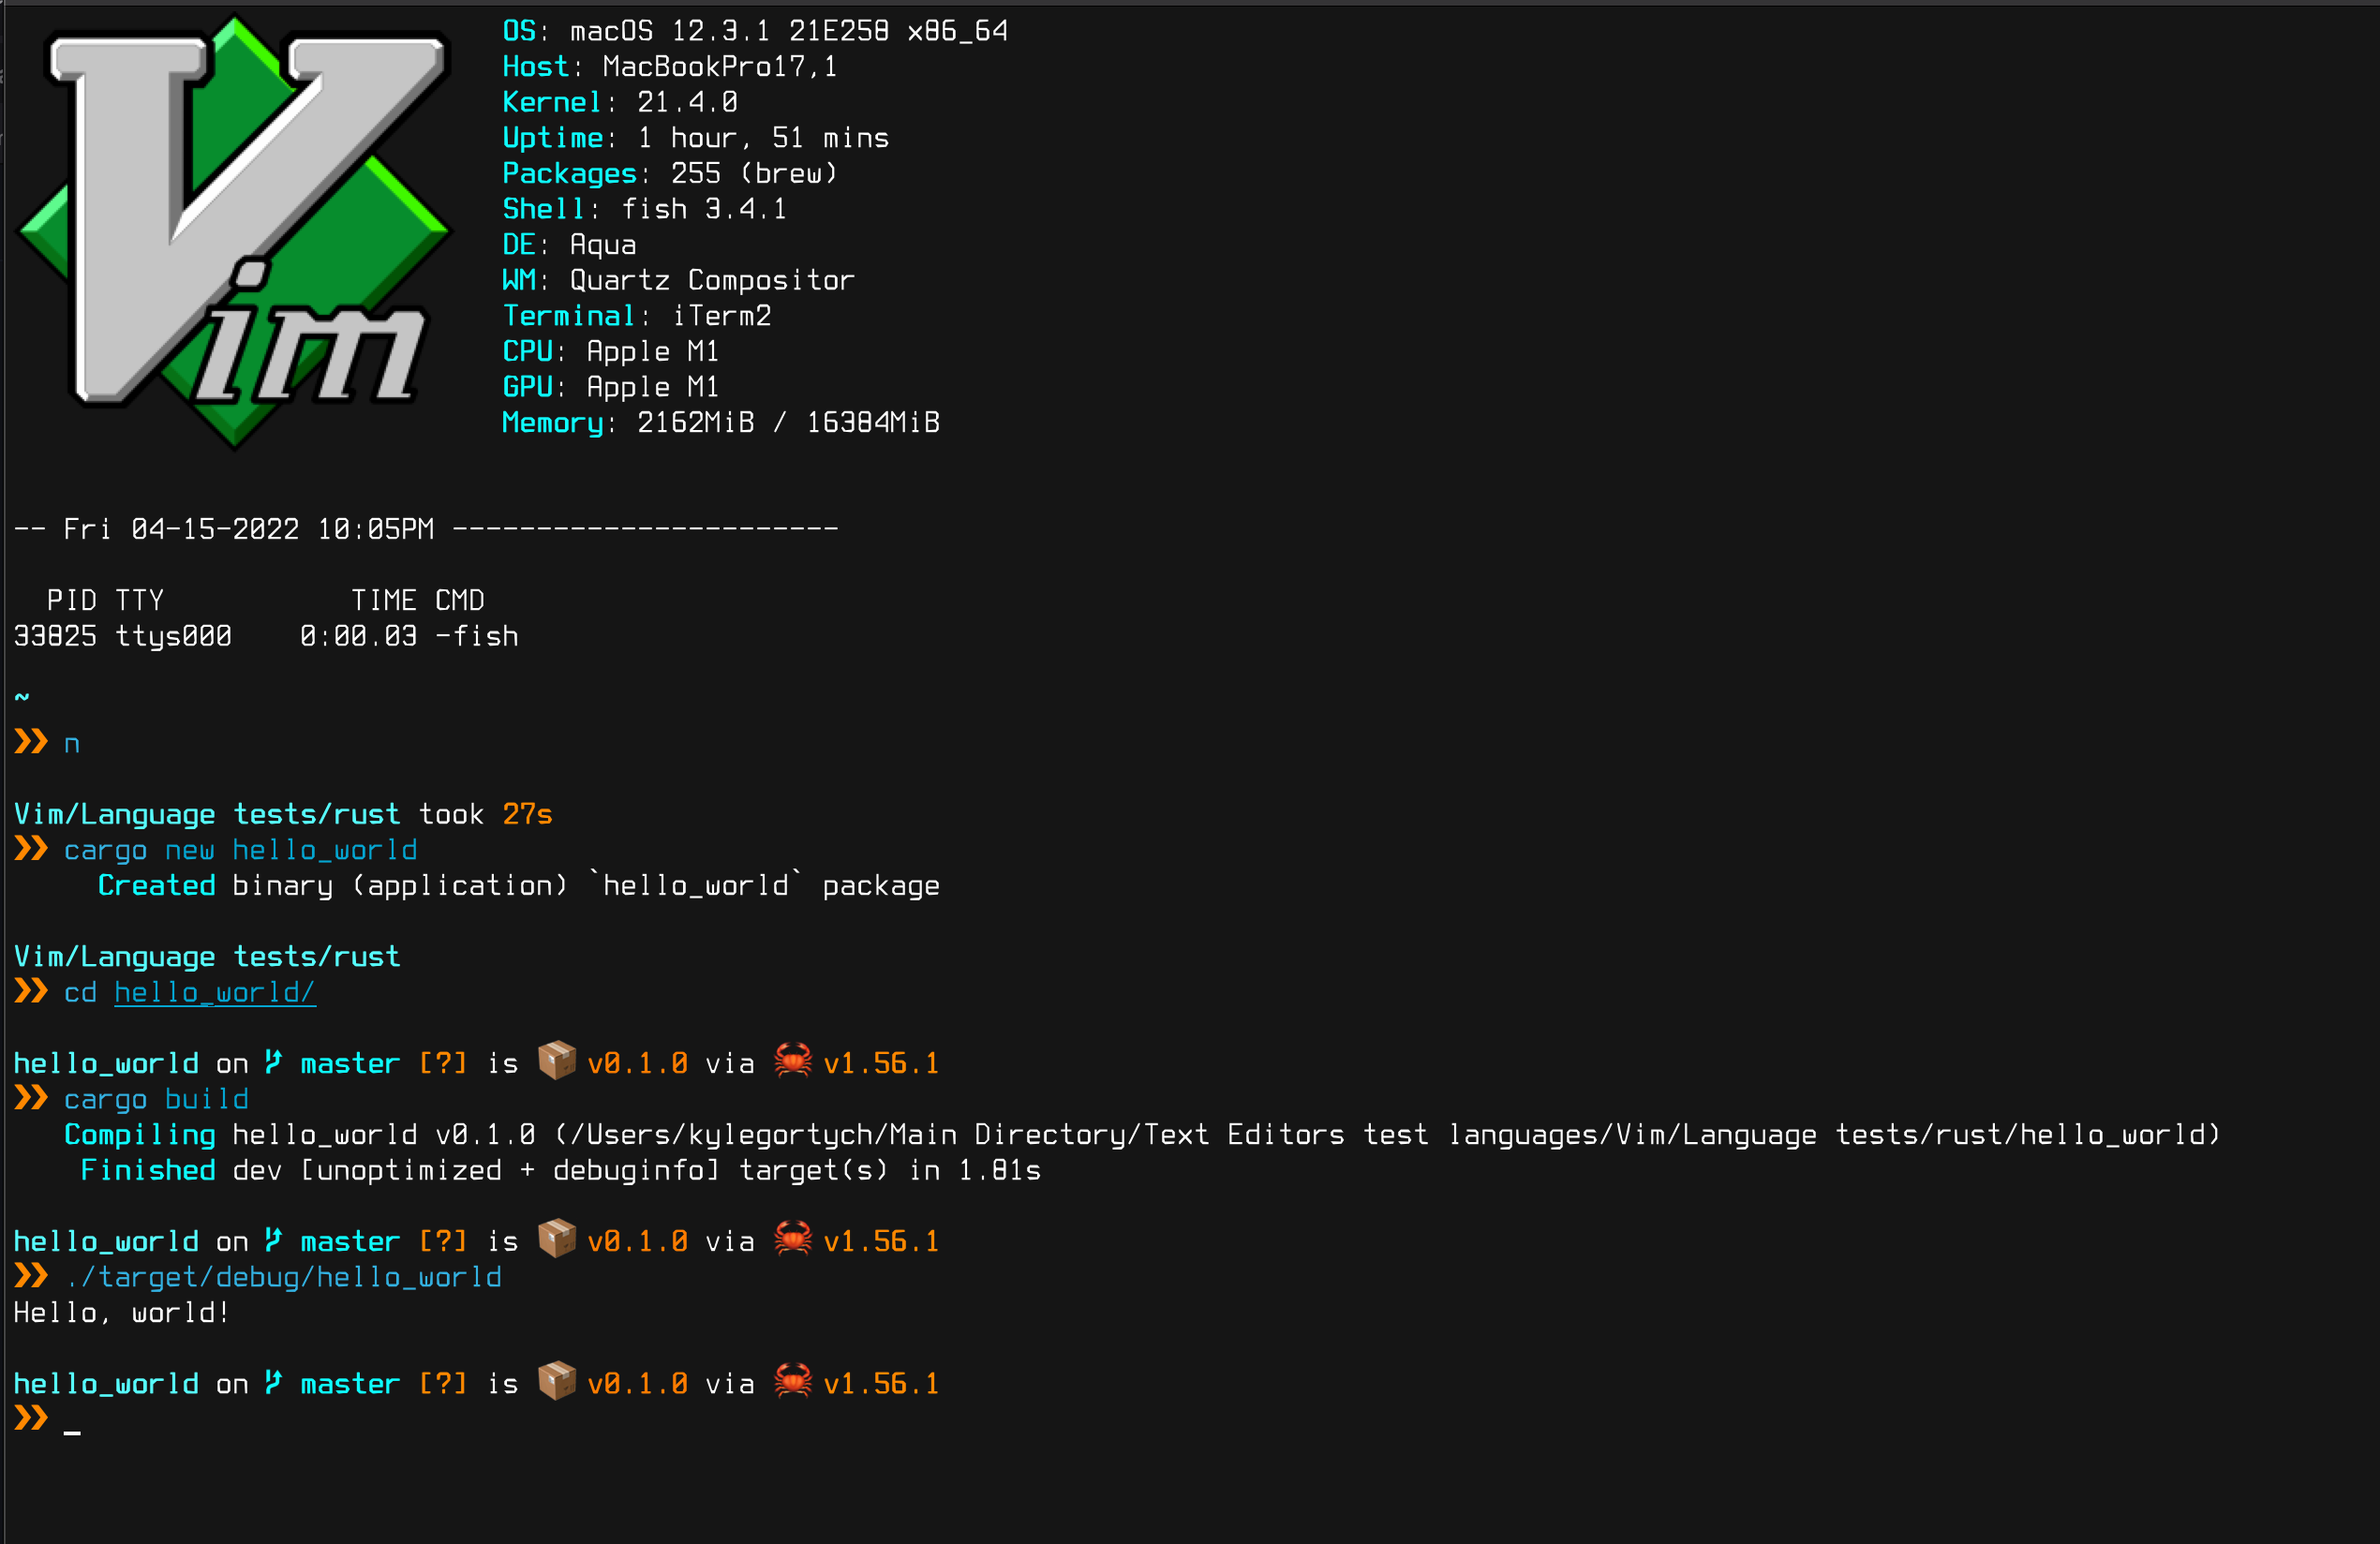 Vim
OS: macOS 12.3.1 21E258 x86_64
Host: MacBookPro17,1
Kernel: 21.4.0
Uptime: 1 hour, 51 mins
Packages: 255 (brew)
Shell: fish 3.4.1
DE: Aqua
WM: Quartz Compositor
Terminal: iTerm2
CPU: Apple M1
GPU: Apple M1
Memory: 2162MiB / 16384MiB
-- Fri 04-15-2022 10:05PM -----------------------
PID TTY TIME CMD
33825 ttys000 0:00.03 -fish
~
❯❯ n
Vim/Language tests/rust took 27s
❯❯ cargo new hello_world
Created binary (application) `hello_world` package
Vim/Language tests/rust
❯❯ cd hello_world/
hello_world on master [?] is 📦 v0.1.0 via 🦀 v1.56.1
❯❯ cargo build
Compiling hello_world v0.1.0 (/Users/kylegortych/Main Directory/Text Editors test languages/Vim/Language tests/rust/hello_world)
Finished dev [unoptimized + debuginfo] target(s) in 1.81s
hello_world on master [?] is 📦 v0.1.0 via 🦀 v1.56.1
❯❯ ./target/debug/hello_world
Hello, world!
hello_world on master [?] is 📦 v0.1.0 via 🦀 v1.56.1
❯❯ _